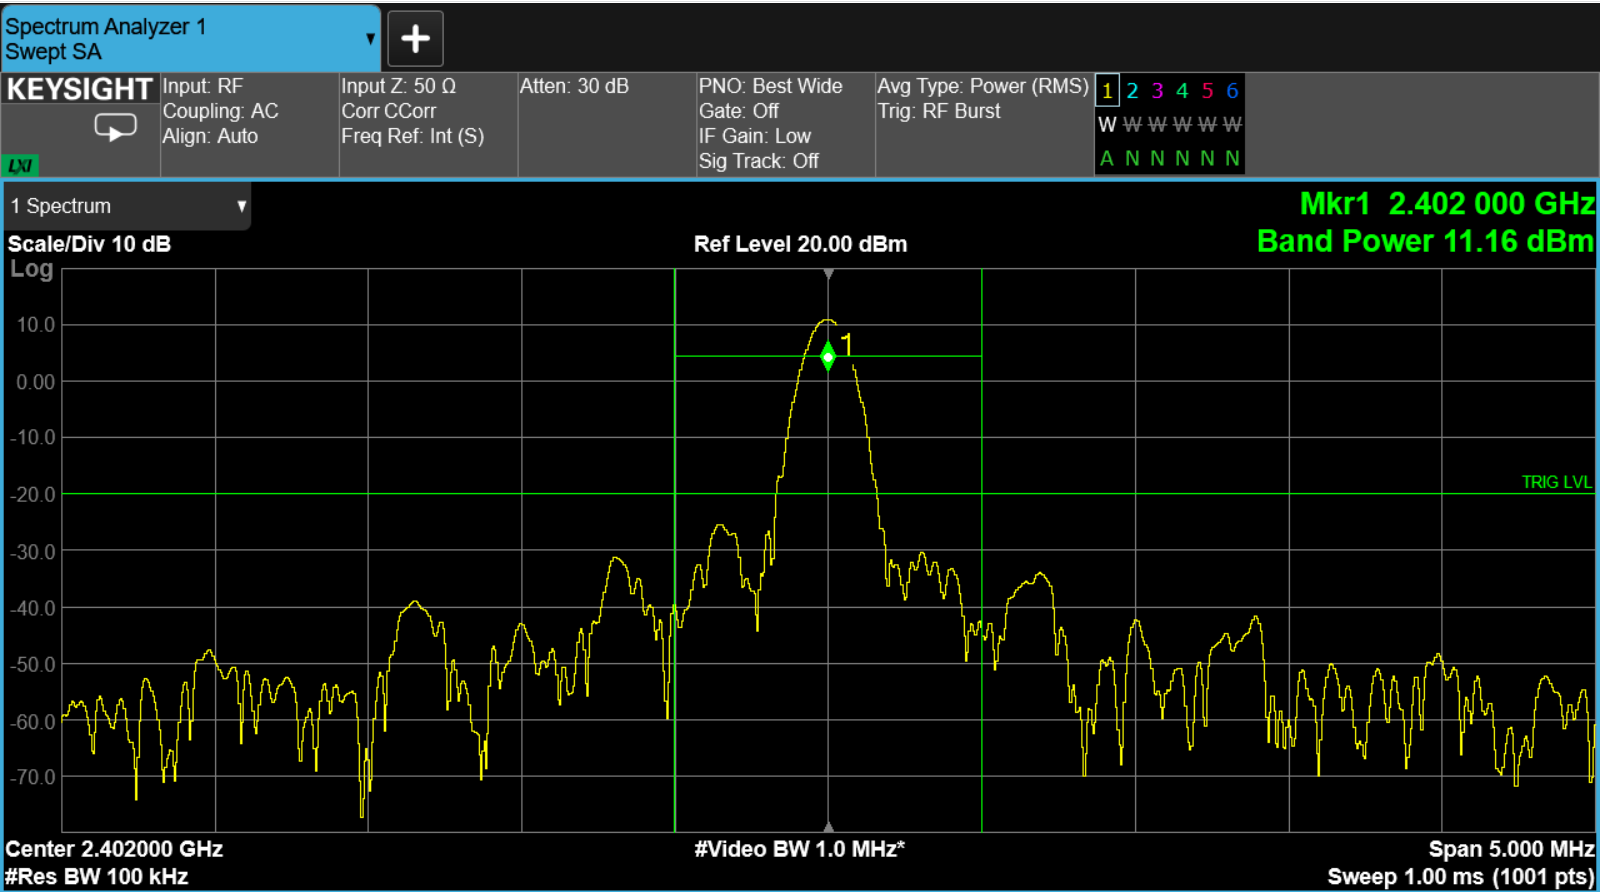 Spectrum Analyzer 1
Swept SA
KEYSIGHT
LXI
Input: RF
Coupling: AC
Align: Auto
Input Z: 50 Ω
Corr CCorr
Freq Ref: Int (S)
Atten: 30 dB
PNO: Best Wide
Gate: Off
IF Gain: Low
Sig Track: Off
Avg Type: Power (RMS)
Trig: RF Burst
1 2 3 4 5 6
W W W W W W
A N N N N N
1 Spectrum
Mkr1 2.402 000 GHz
Scale/Div 10 dB
Ref Level 20.00 dBm
Band Power 11.16 dBm
Log
10.0
1
0.00
-10.0
-20.0
TRIG LVL
-30.0
-40.0
-50.0
-60.0
-70.0
Center 2.402000 GHz
#Video BW 1.0 MHz*
Span 5.000 MHz
#Res BW 100 kHz
Sweep 1.00 ms (1001 pts)